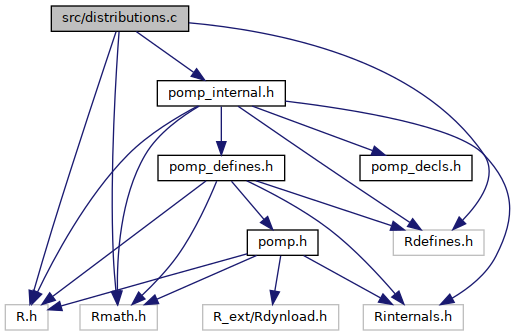 src/distributions.c
pomp_internal.h
pomp_defines.h
pomp_decls.h
pomp.h
Rdefines.h
R.h
Rmath.h
R_ext/Rdynload.h
Rinternals.h